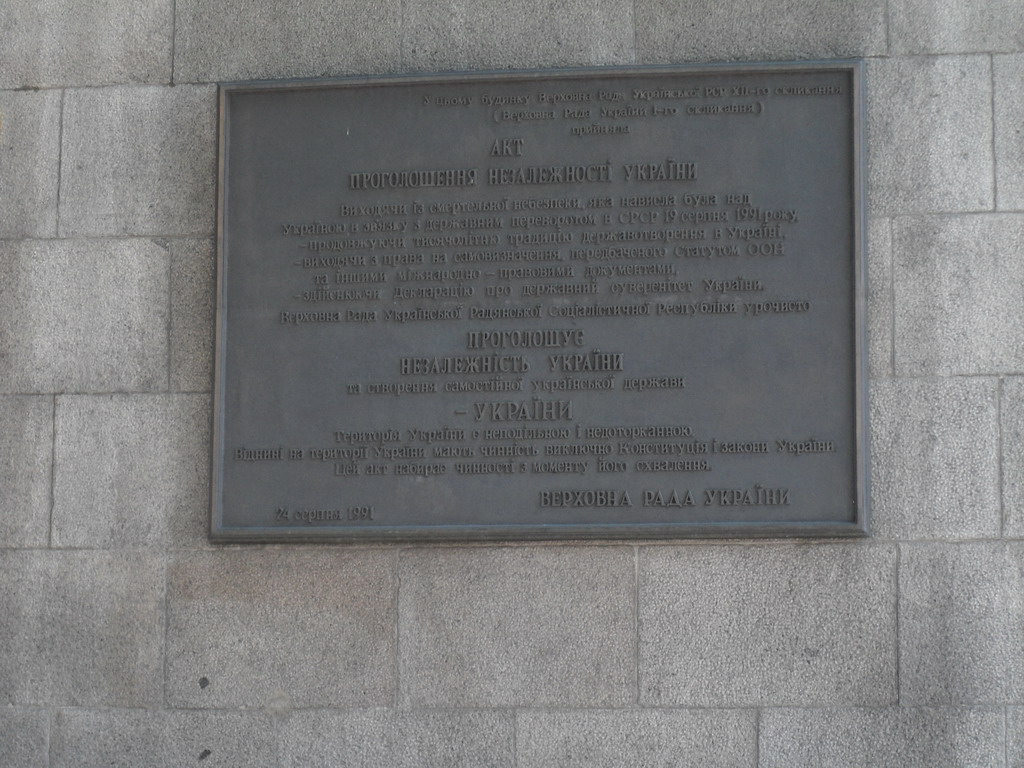 У цьому будинку Верховна Рада Української РСР XII-го скликання
(Верховна Рада України I-го скликання)
прийняла
АКТ
ПРОГОЛОШЕННЯ НЕЗАЛЕЖНОСТІ УКРАЇНИ
Виходячи із смертельної небезпеки, яка нависла була над
Україною в зв'язку з державним переворотом в СРСР 19 серпня 1991 року,
–продовжуючи тисячолітню традицію державотворення в Україні,
–виходячи з права на самовизначення, передбаченого Статутом ООН
та іншими міжнародно – правовими документами,
–здійснюючи Декларацію про державний суверенітет України,
Верховна Рада Української Радянської Соціалістичної Республіки урочисто
ПРОГОЛОШУЄ
НЕЗАЛЕЖНІСТЬ УКРАЇНИ
та створення самостійної української держави
– УКРАЇНИ
Територія України є неподільною і недоторканною.
Віднині на території України мають чинність виключно Конституція і закони України
Цей акт набирає чинності з моменту його схвалення.
ВЕРХОВНА РАДА УКРАЇНИ
24 серпня 1991